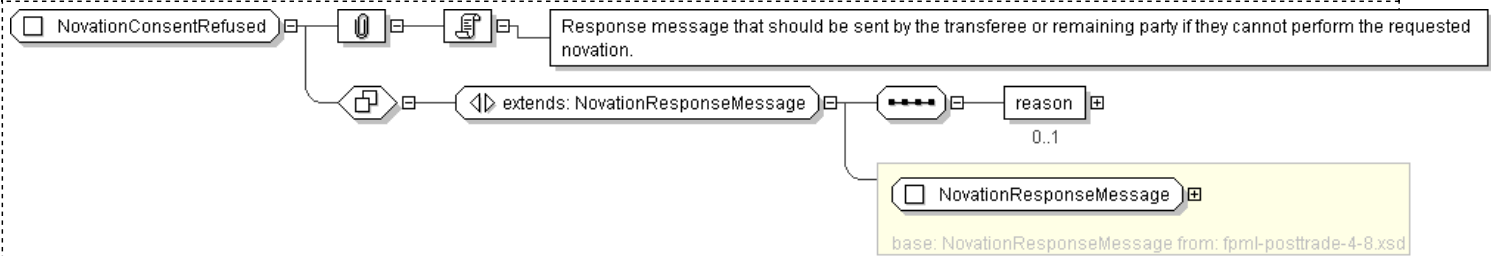 NovationConsentRefused
Response message that should be sent by the transferee or remaining party if they cannot perform the requested
novation.
extends: NovationResponseMessage
reason
0..1
NovationResponseMessage
base: NovationResponseMessage from: fpml-posttrade-4-8.xsd